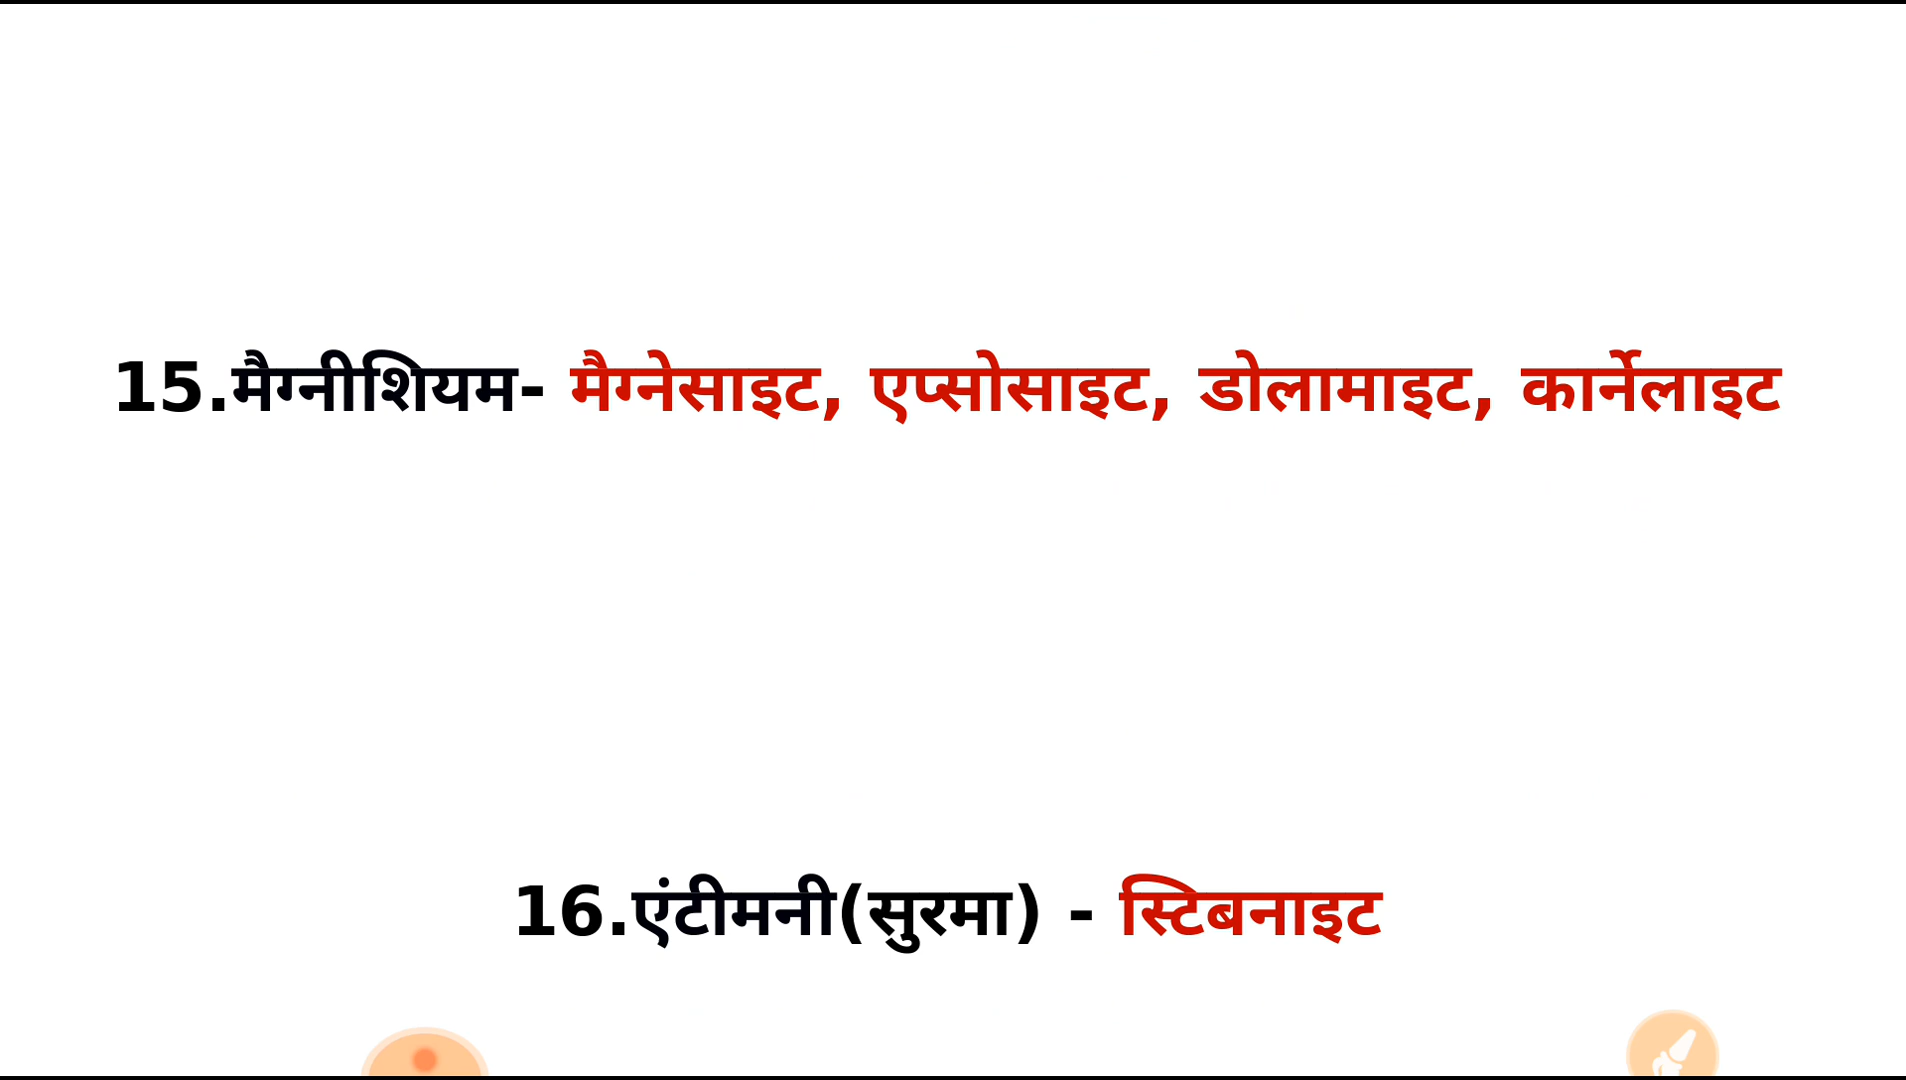 15.मैग्नीशियम- मैग्नेसाइट, एप्सोसाइट, डोलामाइट, कार्नेलाइट
16.एंटीमनी(सुरमा) - स्टिबनाइट